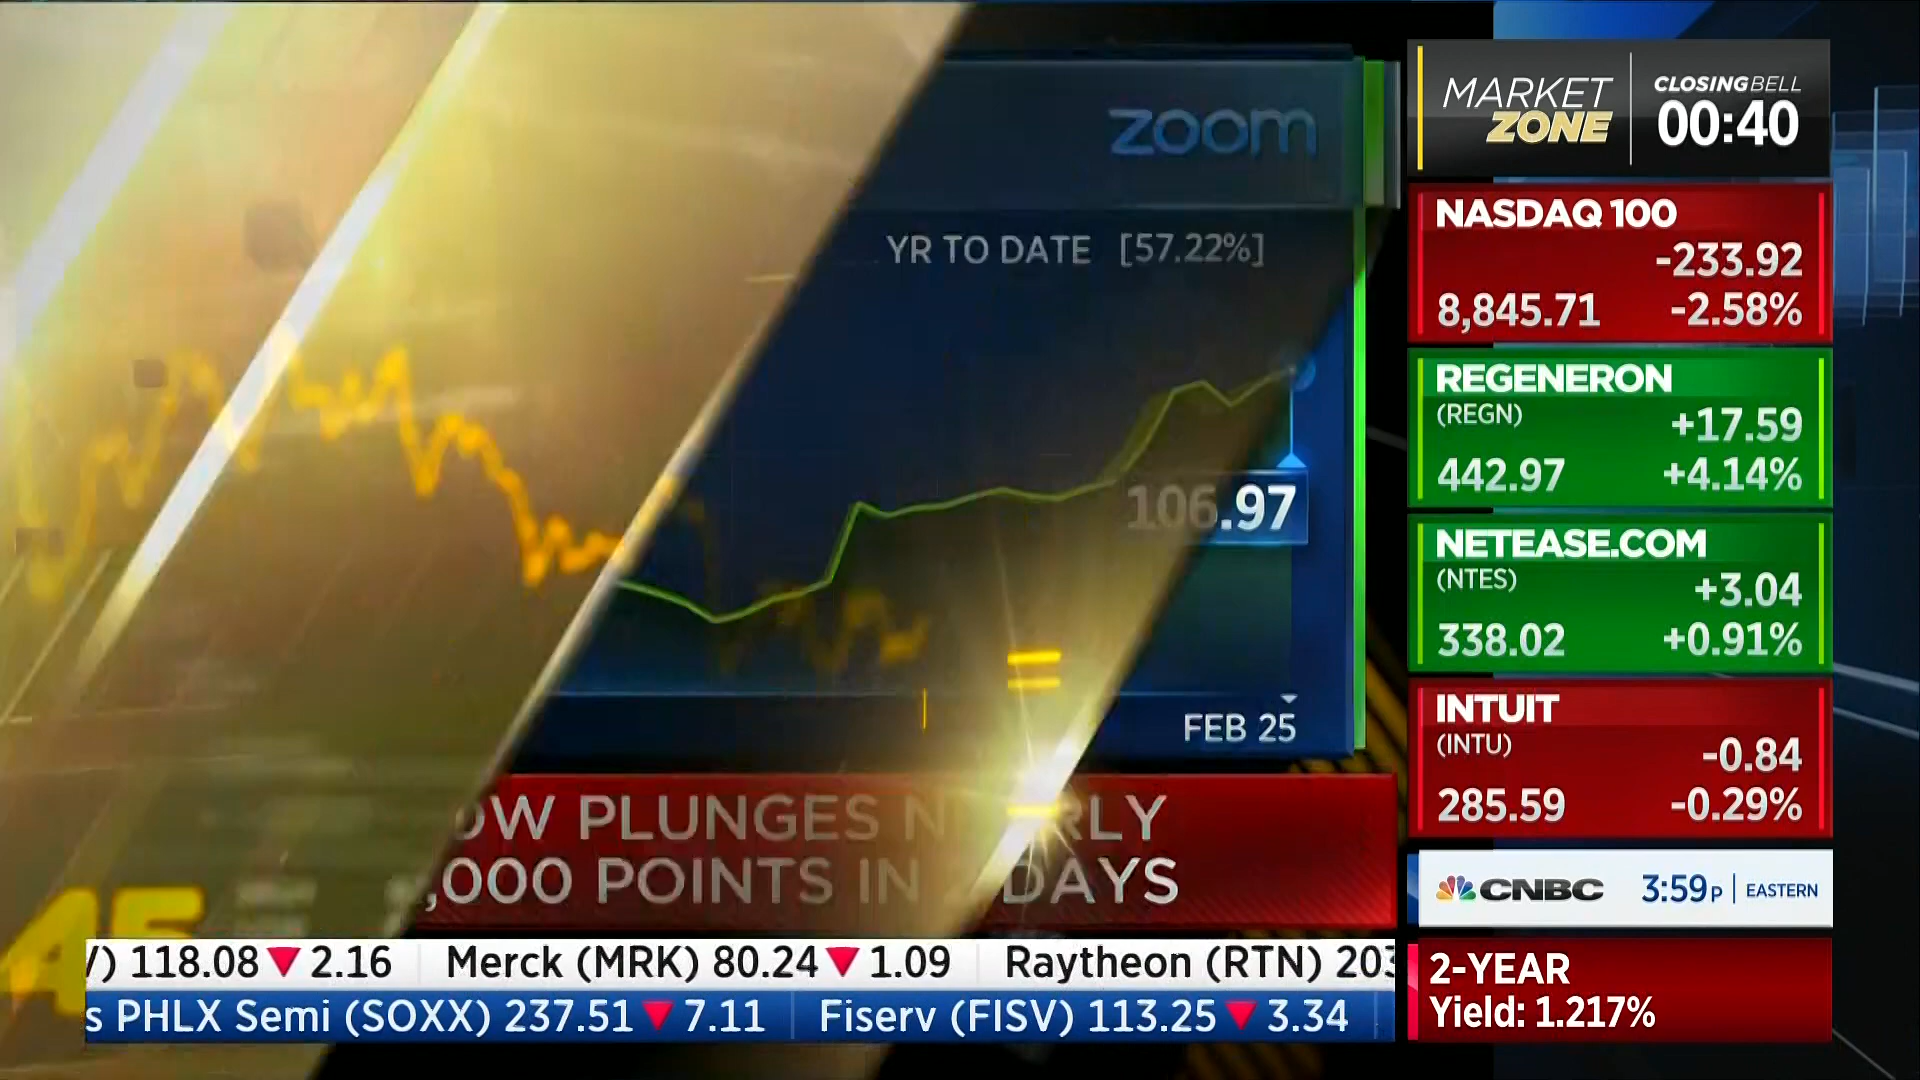 zoom
YR TO DATE [57.22%]
106.97
FEB 25
OW PLUNGES NEARLY
,000 POINTS IN DAYS
MARKET ZONE
CLOSING BELL
00:40
NASDAQ 100
-233.92
8,845.71 -2.58%
REGENERON
(REGN) +17.59
442.97 +4.14%
NETEASE.COM
(NTES) +3.04
338.02 +0.91%
INTUIT
(INTU) -0.84
285.59 -0.29%
CNBC 3:59P EASTERN
2-YEAR
Yield: 1.217%
/) 118.08 ▼ 2.16 Merck (MRK) 80.24 ▼ 1.09 Raytheon (RTN) 203
s PHLX Semi (SOXX) 237.51 ▼ 7.11 Fiserv (FISV) 113.25 ▼ 3.34